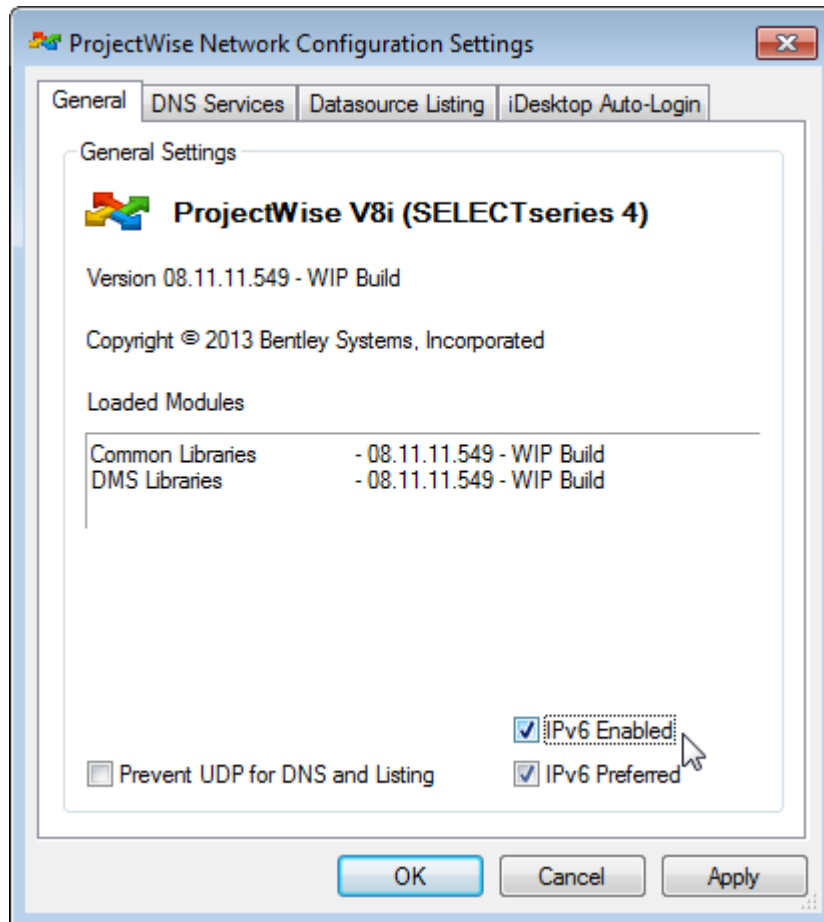 ProjectWise Network Configuration Settings
General DNS Services Datasource Listing iDesktop Auto-Login
General Settings
ProjectWise V8i (SELECTseries 4)
Version 08.11.11.549 - WIP Build
Copyright © 2013 Bentley Systems, Incorporated
Loaded Modules
Common Libraries - 08.11.11.549 - WIP Build
DMS Libraries - 08.11.11.549 - WIP Build
IPv6 Enabled
Prevent UDP for DNS and Listing IPv6 Preferred
OK Cancel Apply